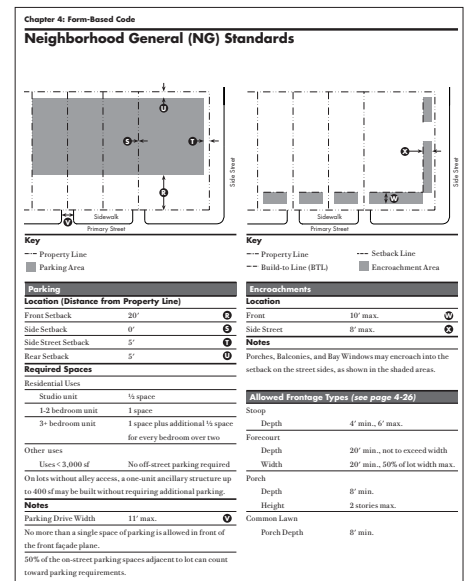 Chapter 4: Form-Based Code
Neighborhood General (NG) Standards
U
S
T
R
V
Side Street
Sidewalk
Primary Street
Key
Property Line
Parking Area
Parking
Location (Distance from Property Line)
Front Setback 20' R
Side Setback 0' S
Side Street Setback 5' T
Rear Setback 5' U
Required Spaces
Residential Uses
Studio unit ½ space
1-2 bedroom unit 1 space
3+ bedroom unit 1 space plus additional ½ space
for every bedroom over two
Other uses
Uses < 3,000 sf No off-street parking required
On lots without alley access, a one-unit ancillary structure up
to 400 sf may be built without requiring additional parking.
Notes
Parking Drive Width 11' max. V
No more than a single space of parking is allowed in front of
the front façade plane.
50% of the on-street parking spaces adjacent to lot can count
toward parking requirements.
X
W
Side Street
Sidewalk
Primary Street
Key
Property Line Setback Line
Build-to Line (BTL) Encroachment Area
Encroachments
Location
Front 10' max. W
Side Street 8' max. X
Notes
Porches, Balconies, and Bay Windows may encroach into the
setback on the street sides, as shown in the shaded areas.
Allowed Frontage Types (see page 4-26)
Stoop
Depth 4' min., 6' max.
Forecourt
Depth 20' min., not to exceed width
Width 20' min., 50% of lot width max.
Porch
Depth 8' min.
Height 2 stories max.
Common Lawn
Porch Depth 8' min.